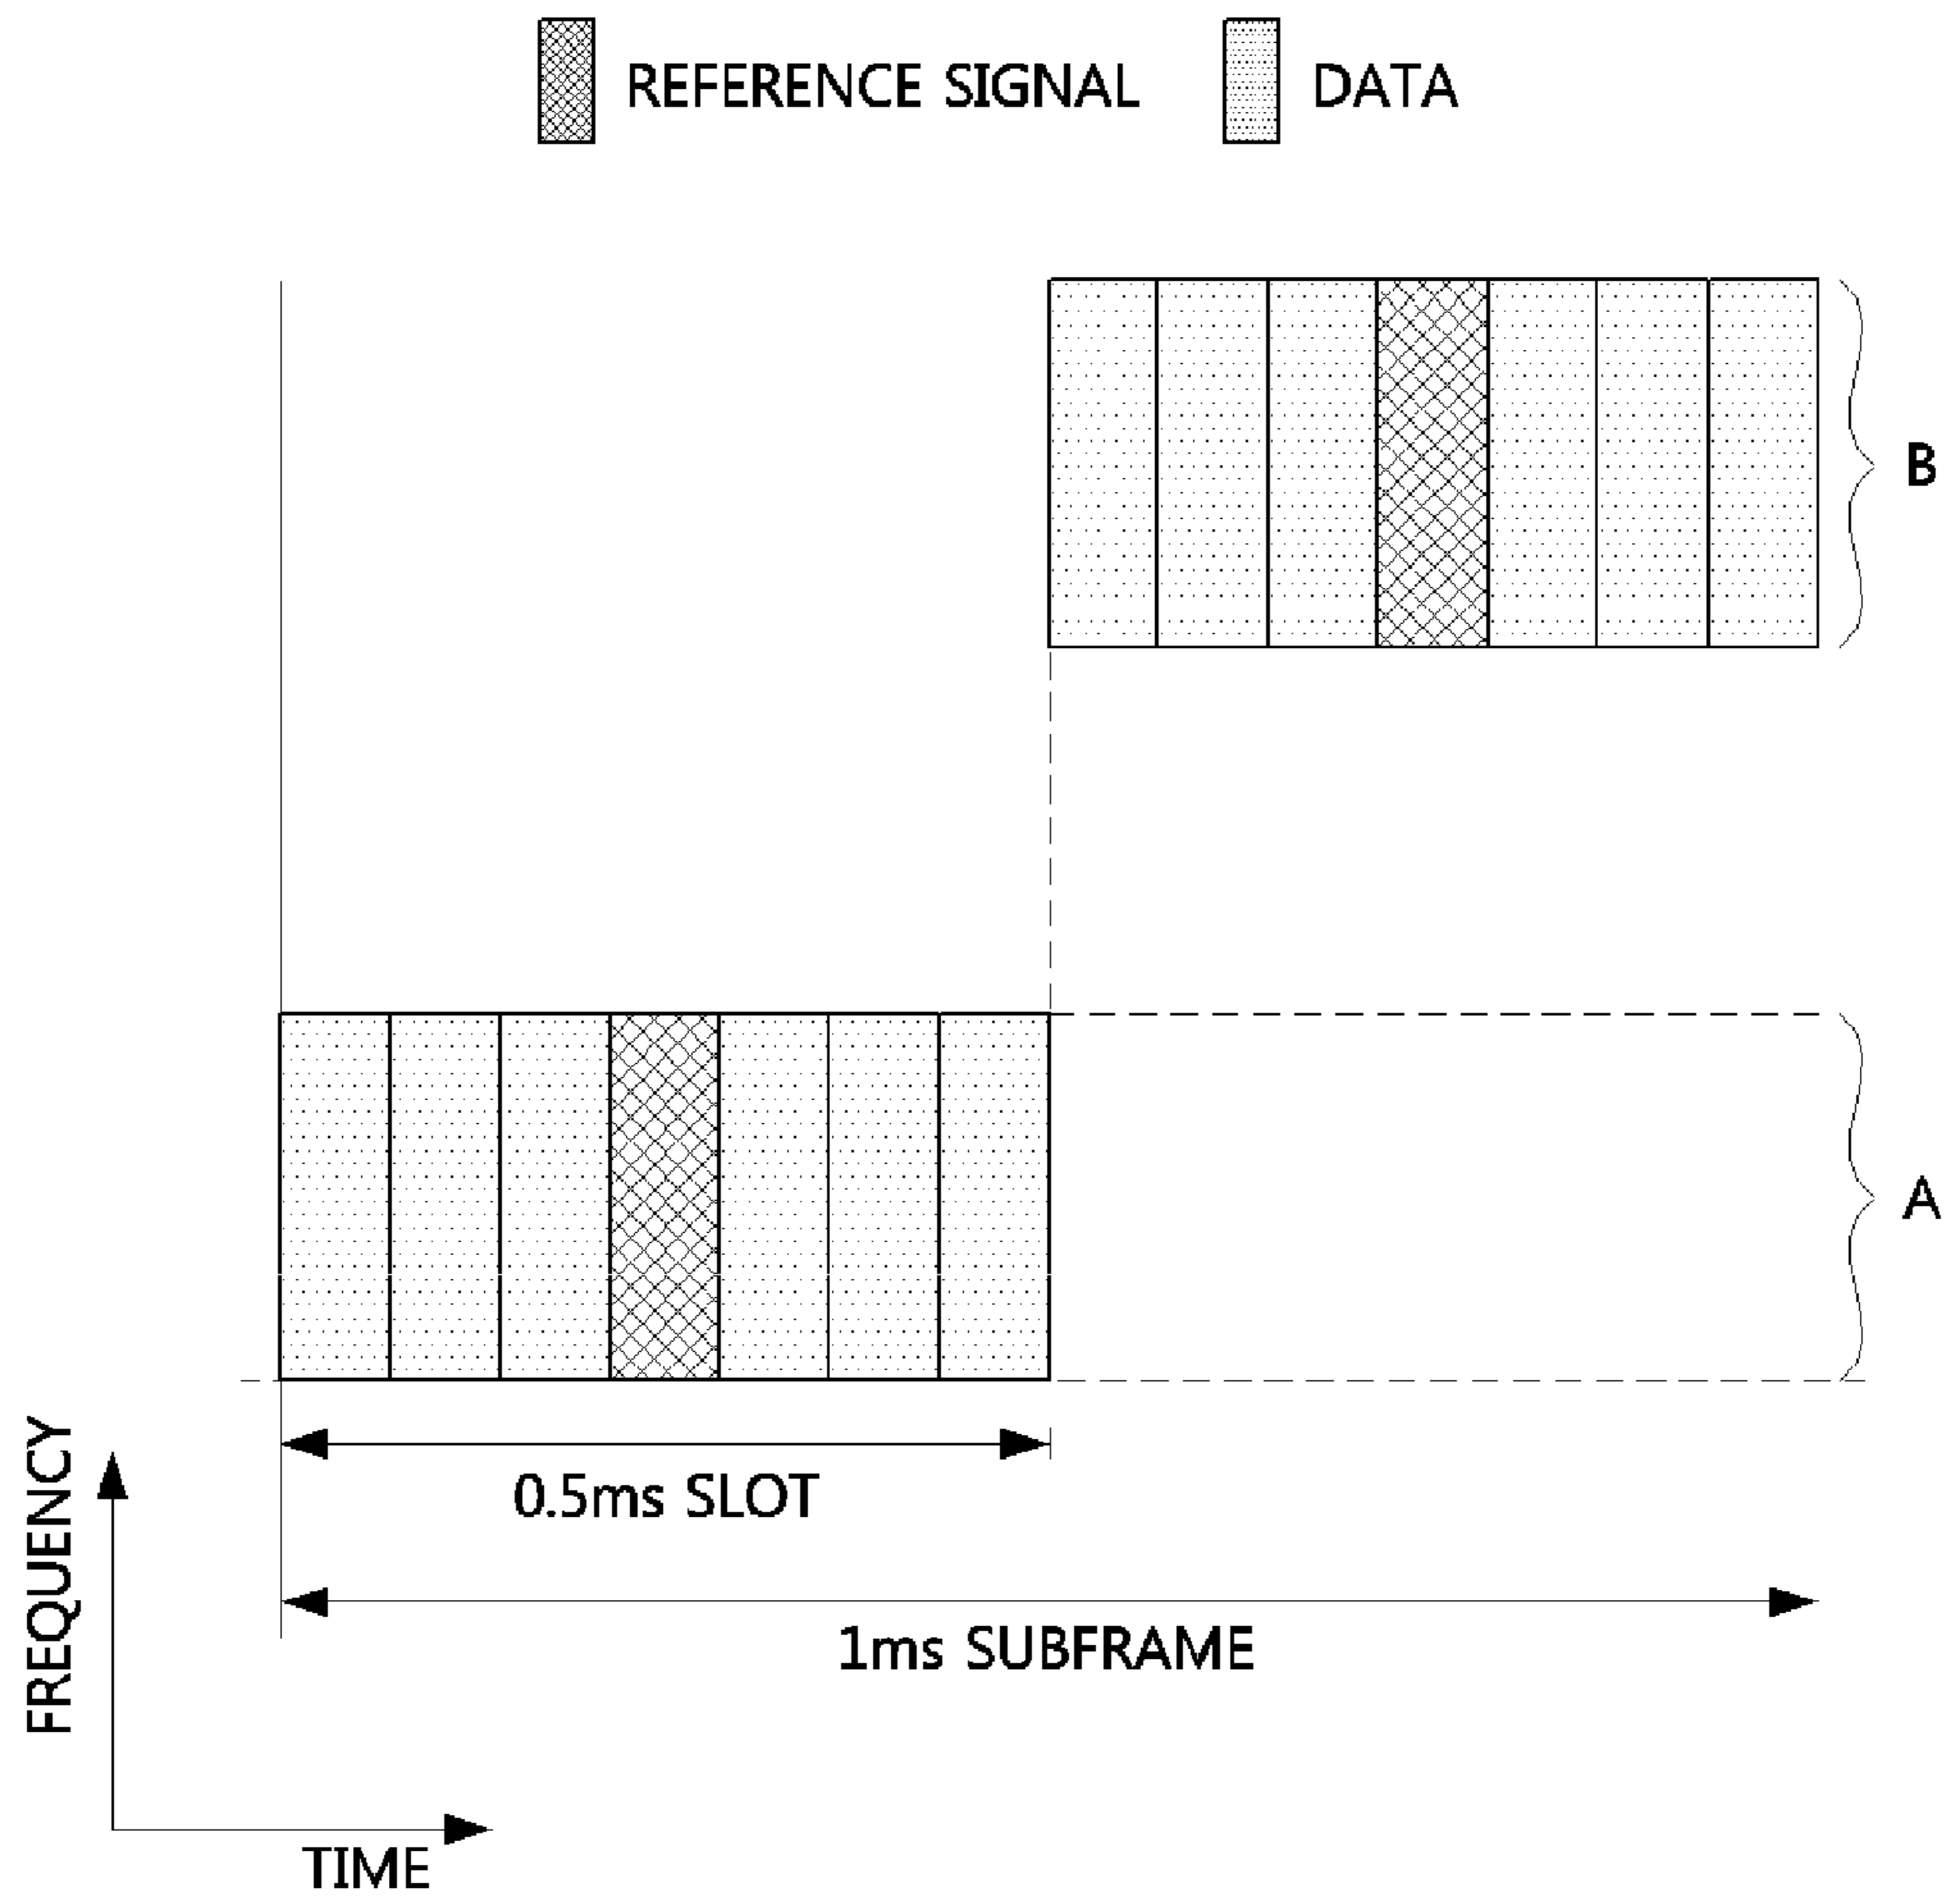 REFERENCE SIGNAL
DATA
B
A
0.5ms SLOT
1ms SUBFRAME
FREQUENCY
TIME